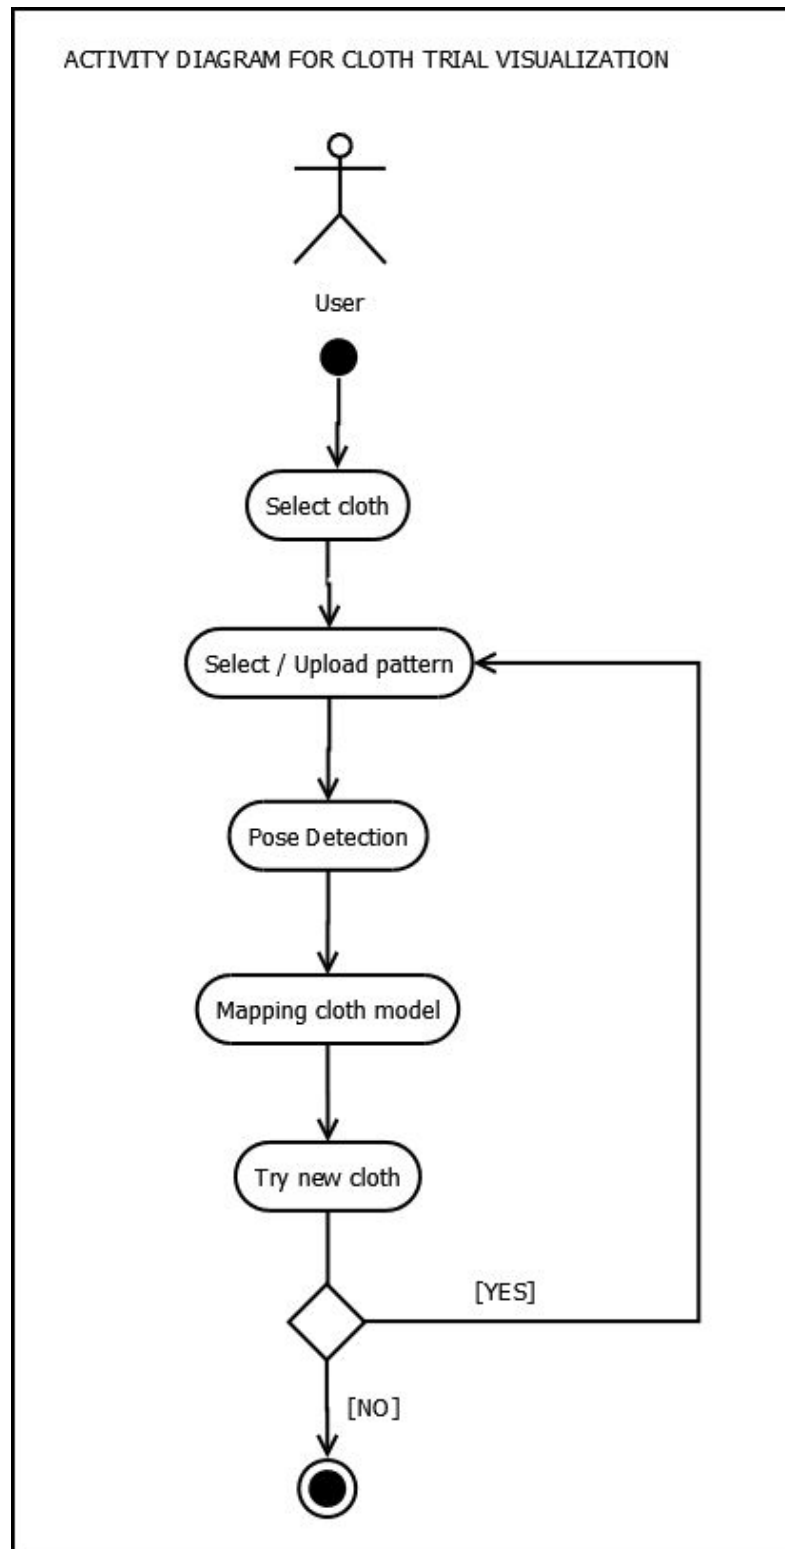 ACTIVITY DIAGRAM FOR CLOTH TRIAL VISUALIZATION
User
Select cloth
Select / Upload pattern
Pose Detection
Mapping cloth model
Try new cloth
[YES]
[NO]